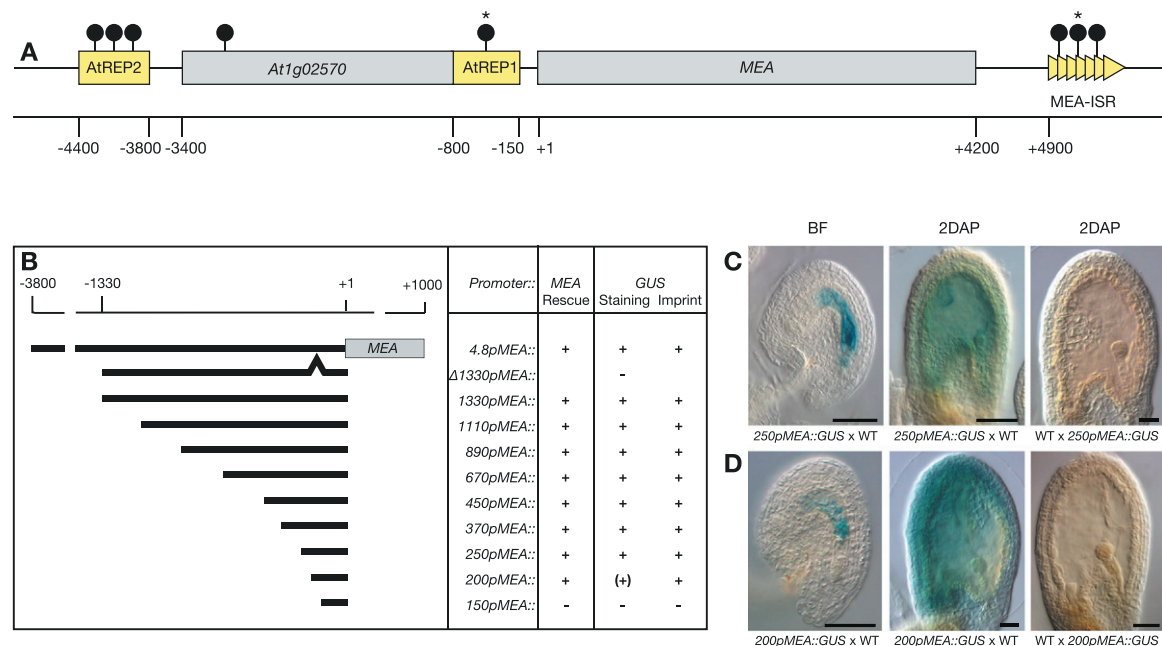 A
*
*
AtREP2
At1g02570
AtREP1
MEA
MEA-ISR
-4400
-3800
-3400
-800
-150
+1
+4200
+4900
B
-3800
-1330
+1
+1000
Promoter::
MEA
Rescue
GUS
Staining Imprint
MEA
4.8pMEA:: + + +
Δ1330pMEA:: -
1330pMEA:: + + +
1110pMEA:: + + +
890pMEA:: + + +
670pMEA:: + + +
450pMEA:: + + +
370pMEA:: + + +
250pMEA:: + + +
200pMEA:: + (+) +
150pMEA:: - - -
BF
2DAP
2DAP
C
250pMEA::GUS x WT
250pMEA::GUS x WT
WT x 250pMEA::GUS
D
200pMEA::GUS x WT
200pMEA::GUS x WT
WT x 200pMEA::GUS